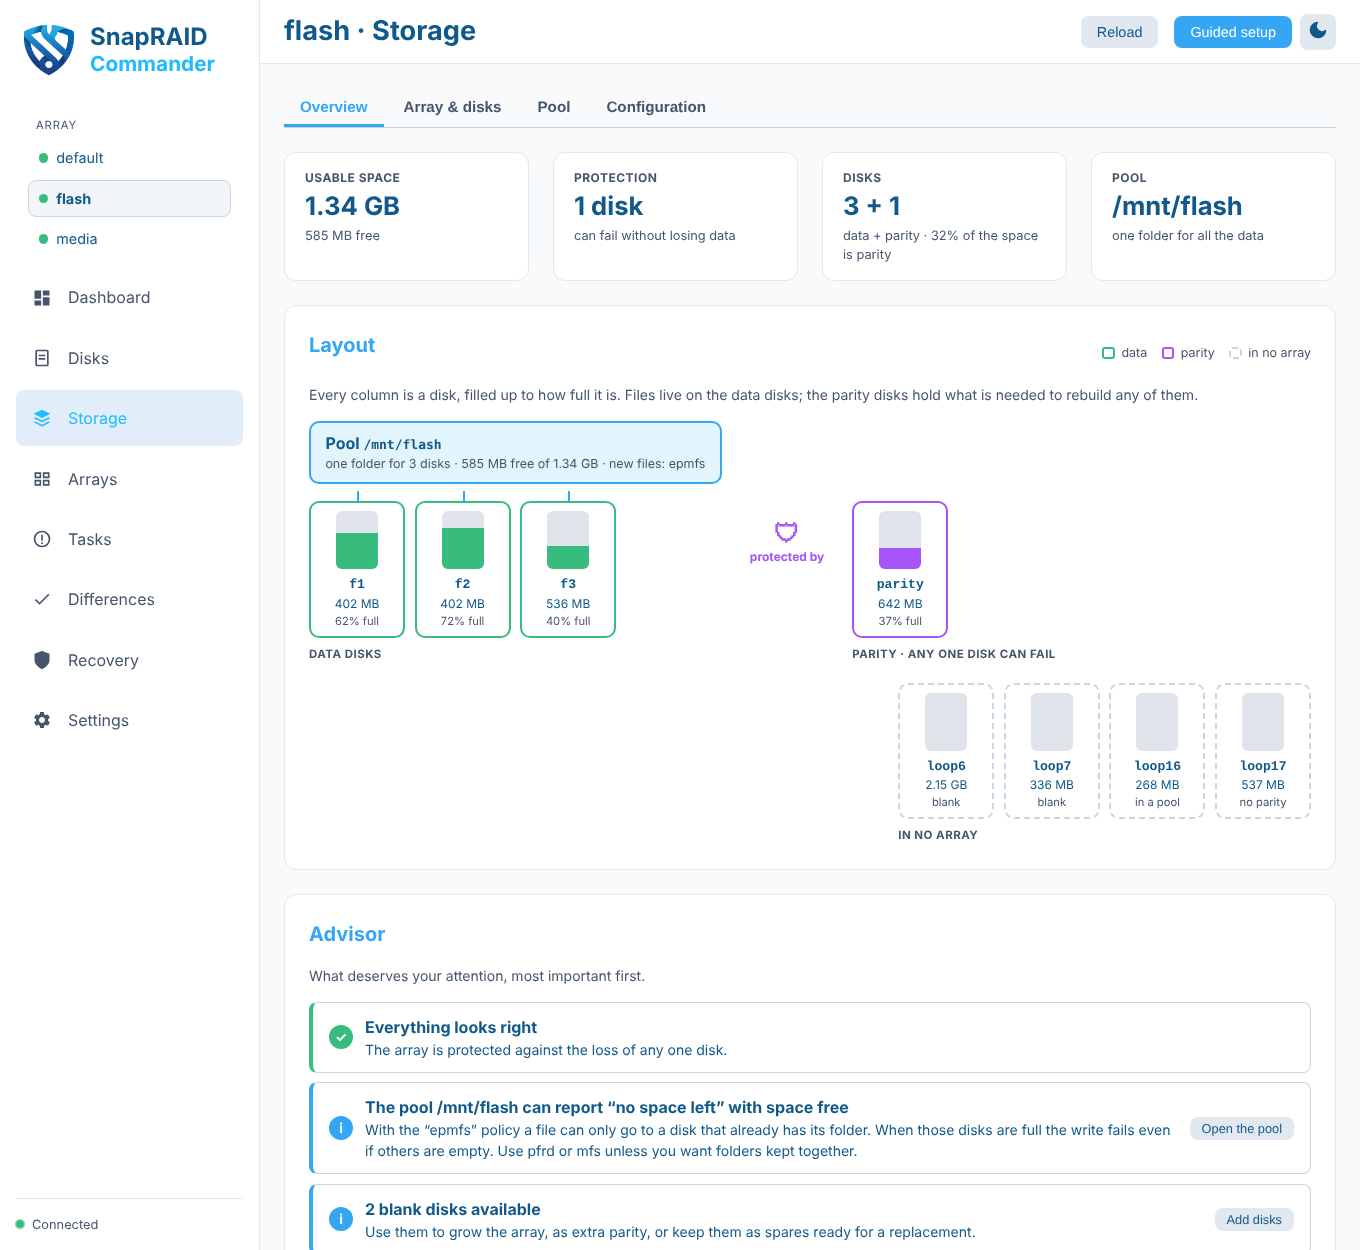 SnapRAID
Commander
ARRAY
default
flash
media
Dashboard
Disks
Storage
Arrays
Tasks
Differences
Recovery
Settings
Connected
flash · Storage
Reload
Guided setup
Overview
Array & disks
Pool
Configuration
USABLE SPACE
1.34 GB
585 MB free
PROTECTION
1 disk
can fail without losing data
DISKS
3 + 1
data + parity · 32% of the space
is parity
POOL
/mnt/flash
one folder for all the data
Layout
data
parity
in no array
Every column is a disk, filled up to how full it is. Files live on the data disks; the parity disks hold what is needed to rebuild any of them.
Pool /mnt/flash
one folder for 3 disks · 585 MB free of 1.34 GB · new files: epmfs
f1
402 MB
62% full
f2
402 MB
72% full
f3
536 MB
40% full
DATA DISKS
protected by
parity
642 MB
37% full
PARITY · ANY ONE DISK CAN FAIL
loop6
2.15 GB
blank
loop7
336 MB
blank
loop16
268 MB
in a pool
loop17
537 MB
no parity
IN NO ARRAY
Advisor
What deserves your attention, most important first.
Everything looks right
The array is protected against the loss of any one disk.
The pool /mnt/flash can report “no space left” with space free
With the “epmfs” policy a file can only go to a disk that already has its folder. When those disks are full the write fails even
if others are empty. Use pfrd or mfs unless you want folders kept together.
Open the pool
2 blank disks available
Use them to grow the array, as extra parity, or keep them as spares ready for a replacement.
Add disks